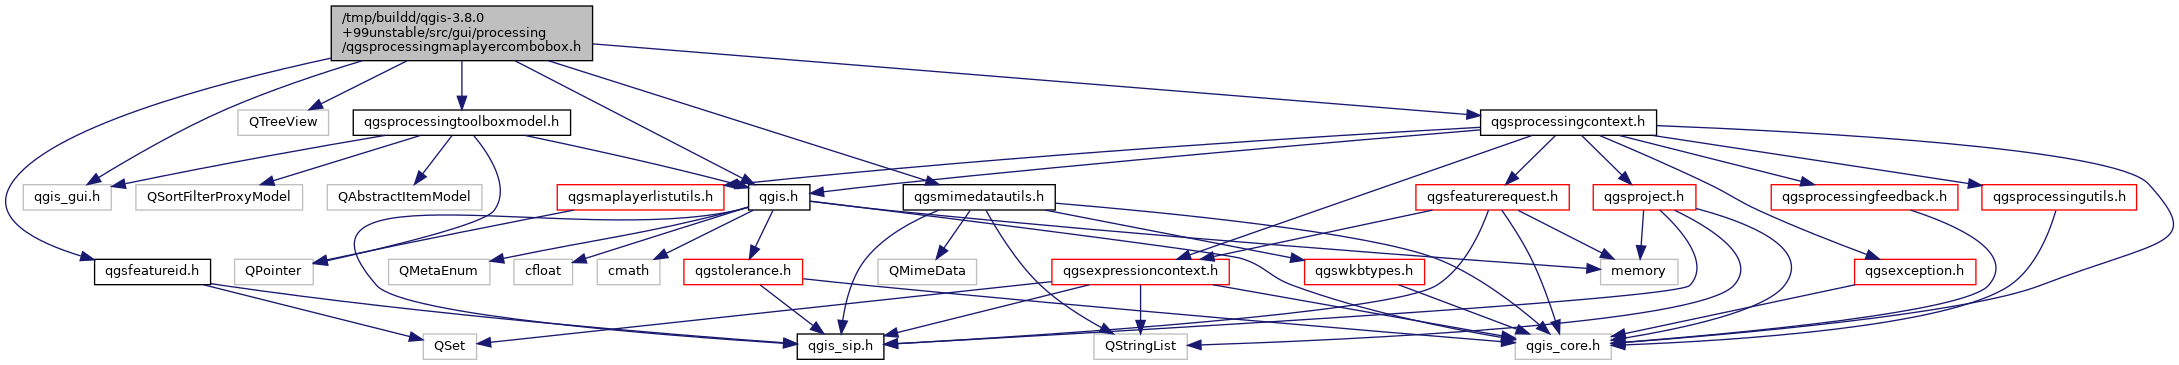 /tmp/buildd/qgis-3.8.0
+99unstable/src/gui/processing
/qgsprocessingmaplayercombobox.h
QTreeView
qgsprocessingtoolboxmodel.h
qgsprocessingcontext.h
qgis_gui.h
QSortFilterProxyModel
QAbstractItemModel
qgsmaplayerlistutils.h
qgis.h
qgsmimedatautils.h
qgsfeaturerequest.h
qgsproject.h
qgsprocessingfeedback.h
qgsprocessingutils.h
qgsfeatureid.h
QPointer
QMetaEnum
cfloat
cmath
qgstolerance.h
QMimeData
qgsexpressioncontext.h
qgswkbtypes.h
memory
qgsexception.h
QSet
qgis_sip.h
QStringList
qgis_core.h